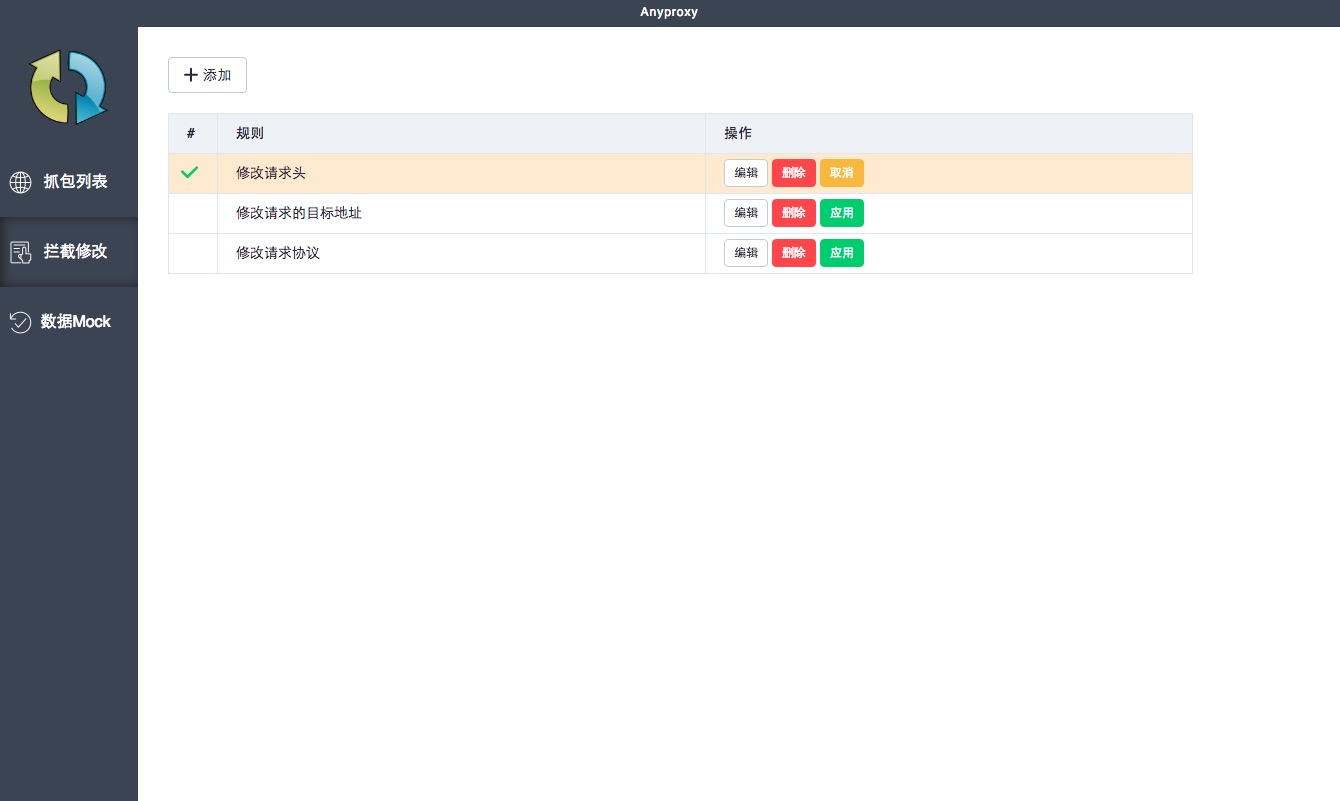 Anyproxy
抓包列表
拦截修改
数据Mock
添加
# 规则 操作
修改请求头 编辑 删除 取消
修改请求的目标地址 编辑 删除 应用
修改请求协议 编辑 删除 应用